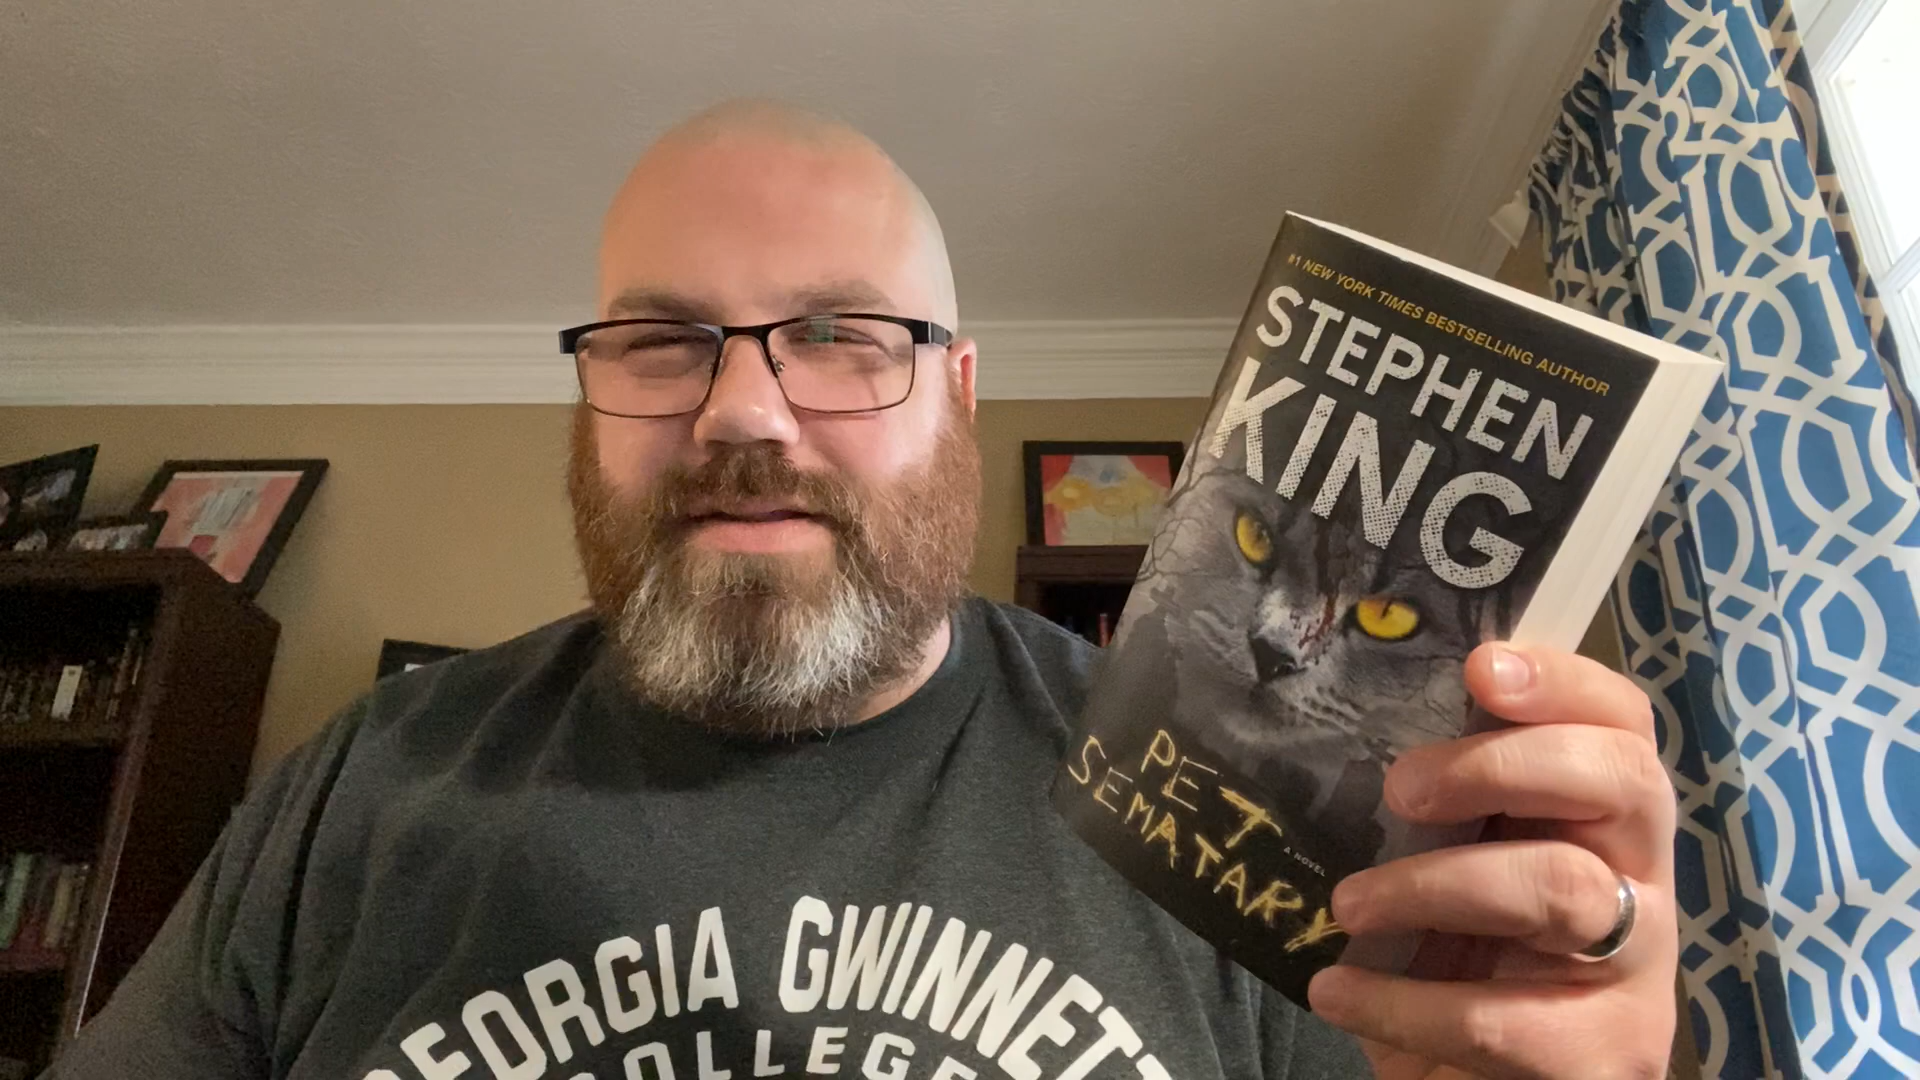 #1 NEW YORK TIMES BESTSELLING AUTHOR
STEPHEN
KING
PET
SEMATARY
A NOVEL
GEORGIA GWINNETT
COLLEGE